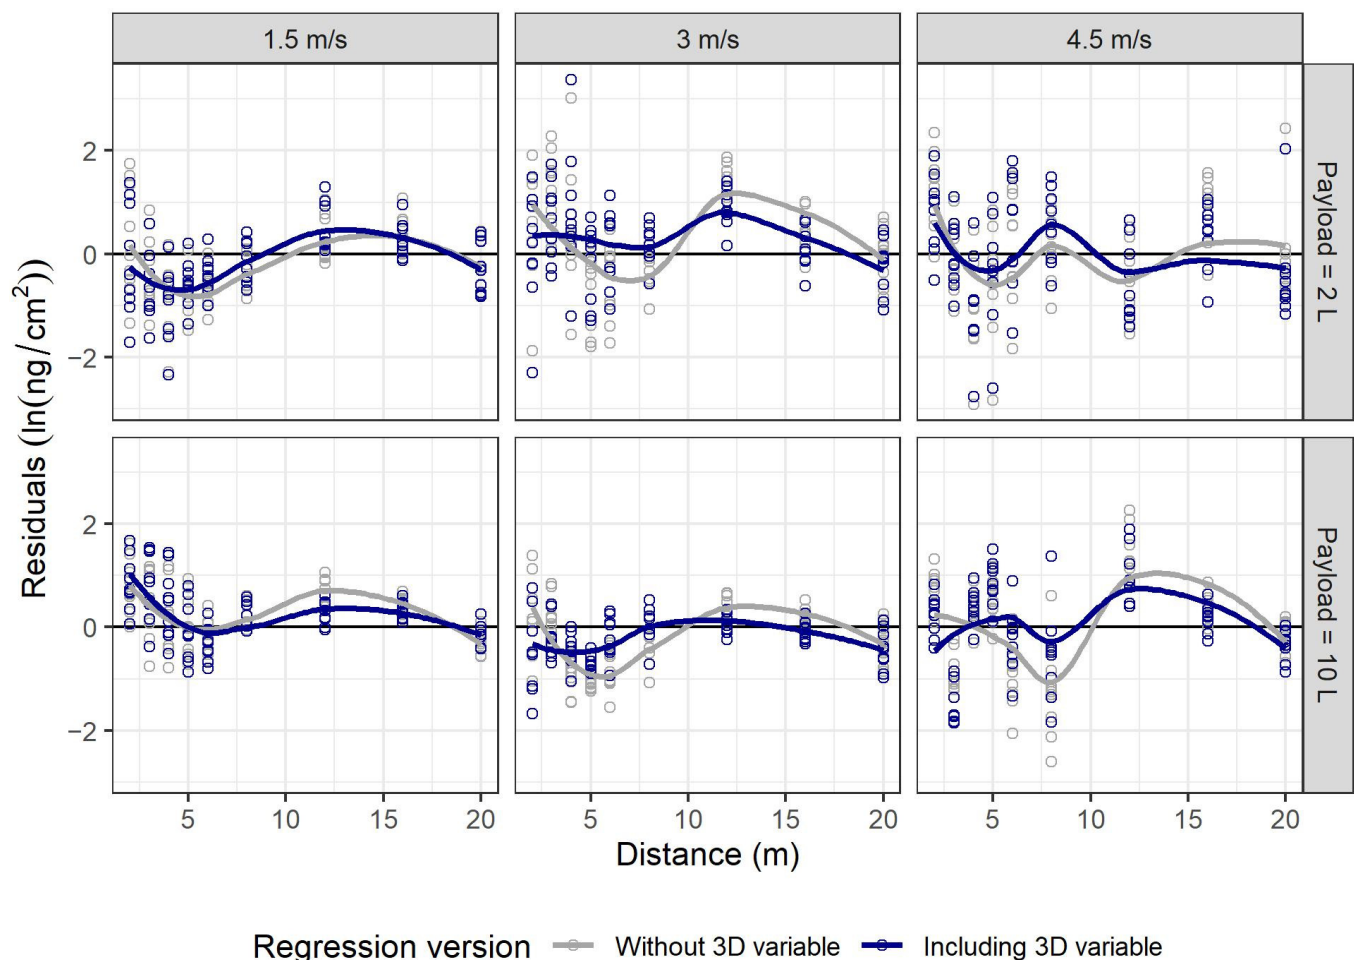 1.5 m/s
3 m/s
4.5 m/s
Residuals (ln(ng/cm²))
2
0
−2
Payload = 2 L
2
0
−2
Payload = 10 L
5 10 15 20
5 10 15 20
5 10 15 20
Distance (m)
Regression version Without 3D variable Including 3D variable